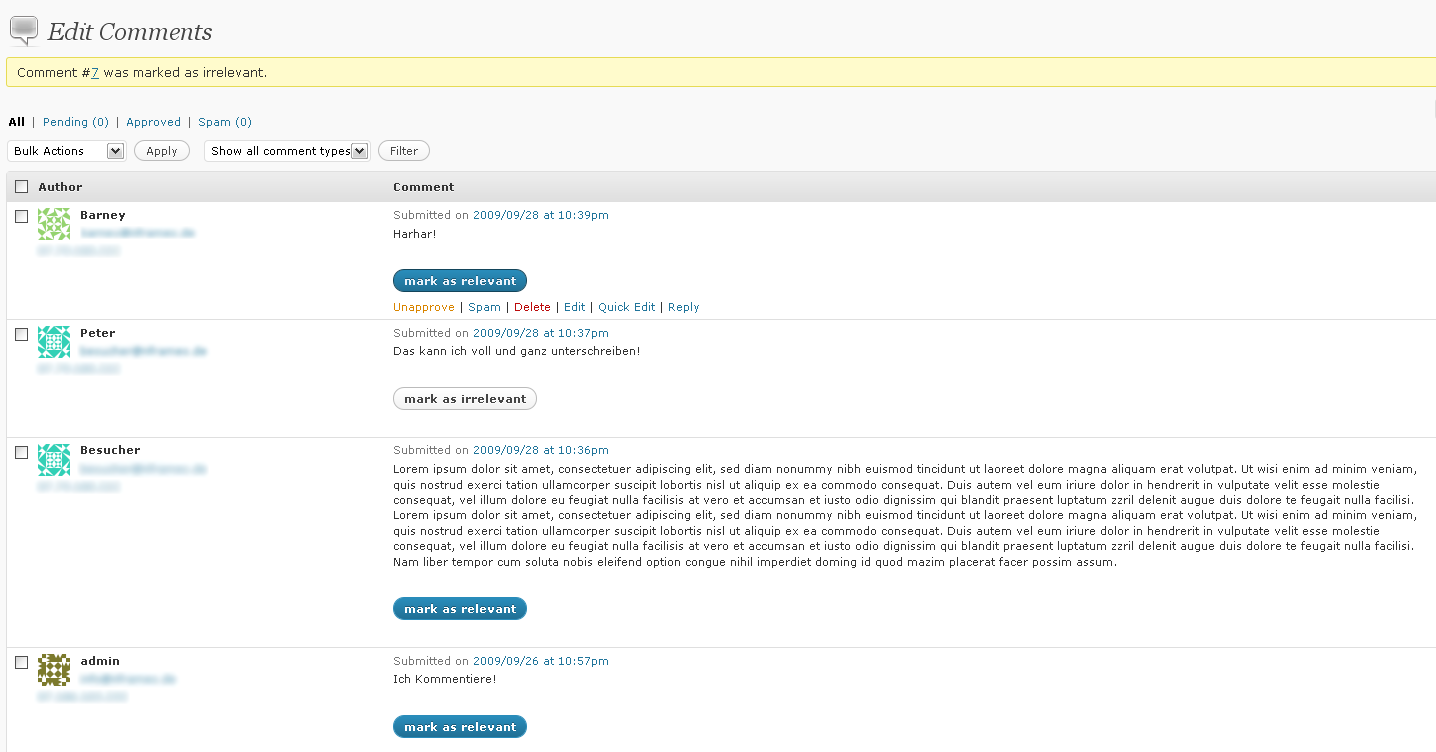 Edit Comments
Comment #7 was marked as irrelevant.
All | Pending (0) | Approved | Spam (0)
Bulk Actions Apply Show all comment types Filter
Author Comment
Barney Submitted on 2009/09/28 at 10:39pm
Harhar!
mark as relevant
Unapprove | Spam | Delete | Edit | Quick Edit | Reply
Peter Submitted on 2009/09/28 at 10:37pm
Das kann ich voll und ganz unterschreiben!
mark as irrelevant
Besucher Submitted on 2009/09/28 at 10:36pm
Lorem ipsum dolor sit amet, consectetuer adipiscing elit, sed diam nonummy nibh euismod tincidunt ut laoreet dolore magna aliquam erat volutpat. Ut wisi enim ad minim veniam,
quis nostrud exerci tation ullamcorper suscipit lobortis nisl ut aliquip ex ea commodo consequat. Duis autem vel eum iriure dolor in hendrerit in vulputate velit esse molestie
consequat, vel illum dolore eu feugiat nulla facilisis at vero et accumsan et iusto odio dignissim qui blandit praesent luptatum zzril delenit augue duis dolore te feugait nulla facilisi.
Lorem ipsum dolor sit amet, consectetuer adipiscing elit, sed diam nonummy nibh euismod tincidunt ut laoreet dolore magna aliquam erat volutpat. Ut wisi enim ad minim veniam,
quis nostrud exerci tation ullamcorper suscipit lobortis nisl ut aliquip ex ea commodo consequat. Duis autem vel eum iriure dolor in hendrerit in vulputate velit esse molestie
consequat, vel illum dolore eu feugiat nulla facilisis at vero et accumsan et iusto odio dignissim qui blandit praesent luptatum zzril delenit augue duis dolore te feugait nulla facilisi.
Nam liber tempor cum soluta nobis eleifend option congue nihil imperdiet doming id quod mazim placerat facer possim assum.
mark as relevant
admin Submitted on 2009/09/26 at 10:57pm
Ich Kommentiere!
mark as relevant